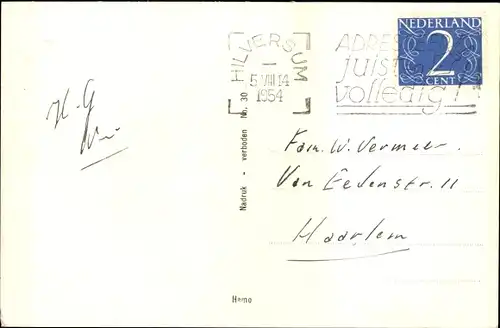 HILVERSUM
5 VIII 14
1954
ADRES
juist
volledig!
NEDERLAND
2
CENT
H. G
Nadruk - verboden No. 30
Fam. W. Vermeer.
Van Eedenstr. 11
Haarlem
Hemo